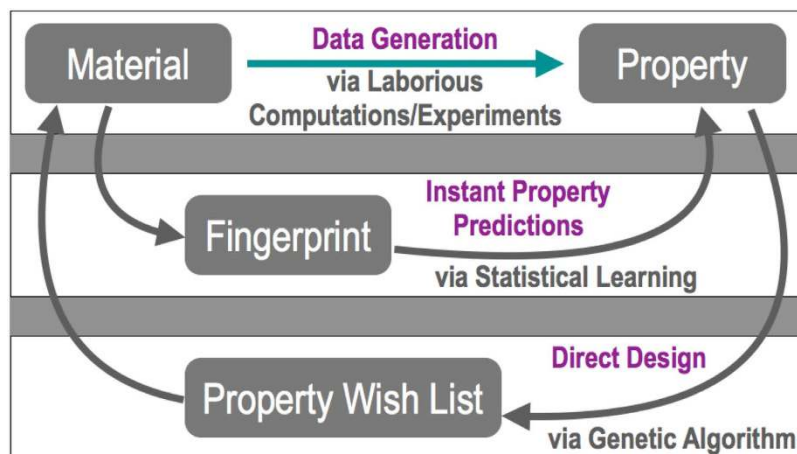 Material
Data Generation
via Laborious
Computations/Experiments
Property
Fingerprint
Instant Property
Predictions
via Statistical Learning
Property Wish List
Direct Design
via Genetic Algorithm